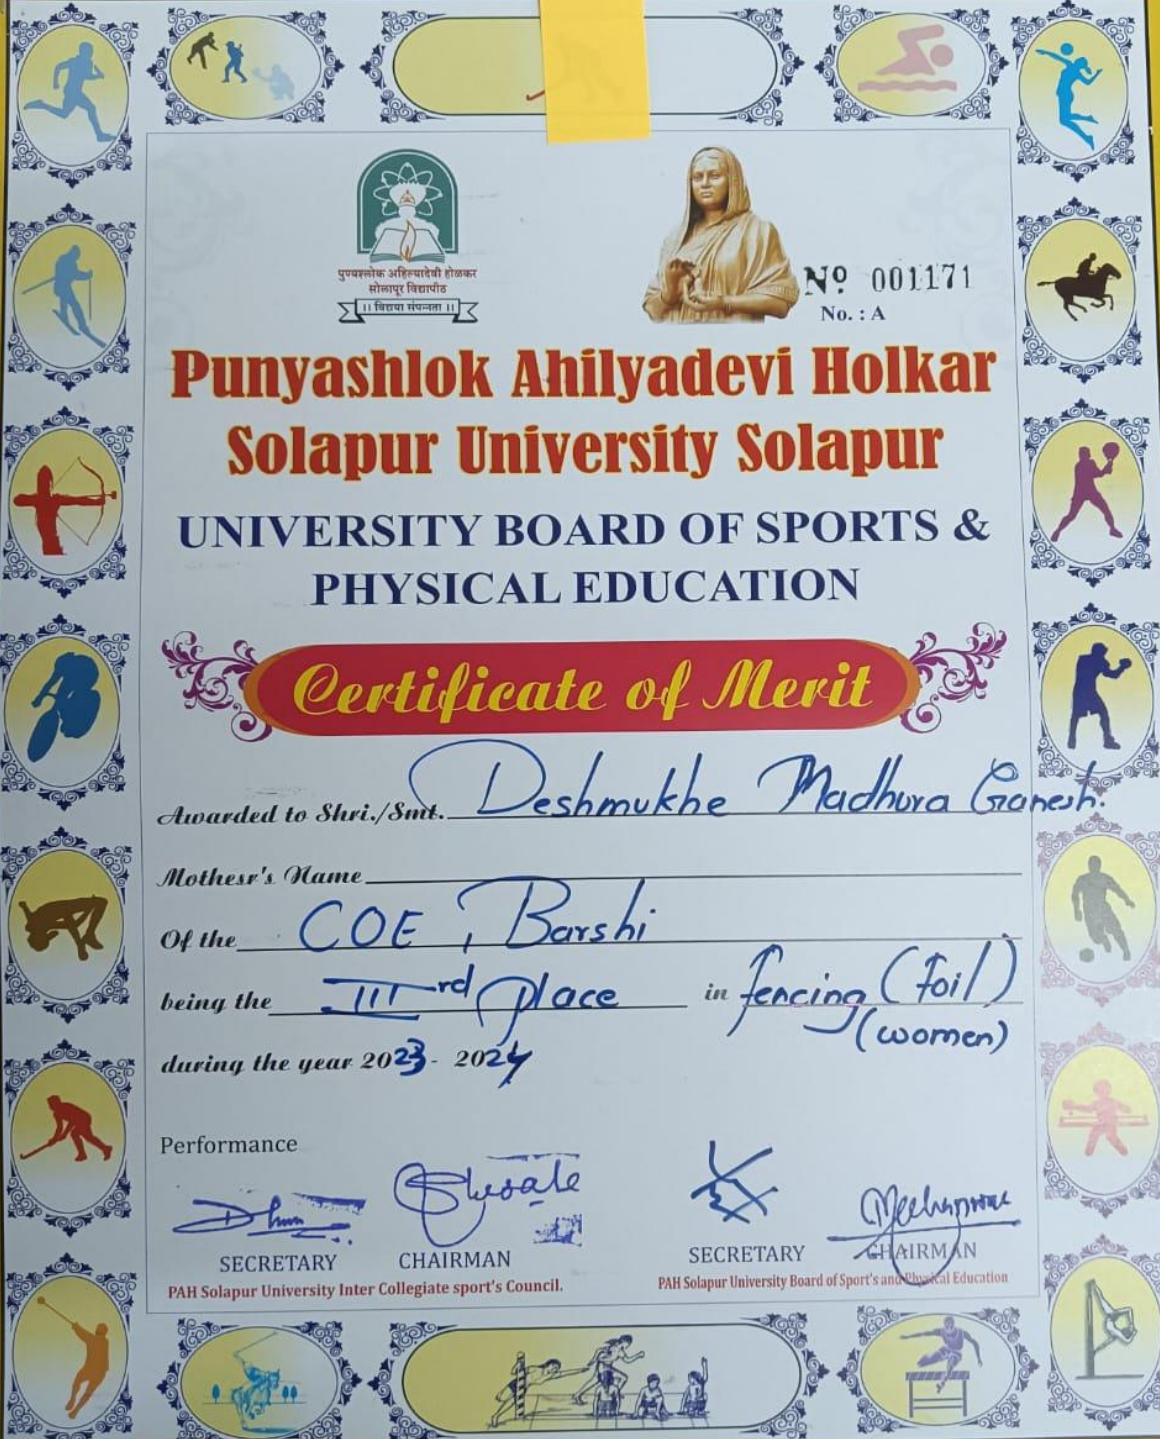 पुण्यश्लोक अहिल्यादेवी होळकर
सोलापूर विद्यापीठ
।। विद्यया संपन्नता ।।
Nº 001171
No. : A
Punyashlok Ahilyadevi Holkar
Solapur University Solapur
UNIVERSITY BOARD OF SPORTS &
PHYSICAL EDUCATION
Certificate of Merit
Awarded to Shri./Smt. Deshmukhe Madhura Ganesh.
Mothesr's Name
Of the COE, Barshi
being the IIIrd place in fencing (foil)
(women)
during the year 2023 - 2024
Performance
SECRETARY CHAIRMAN SECRETARY CHAIRMAN
PAH Solapur University Inter Collegiate sport's Council. PAH Solapur University Board of Sport's and Physical Education